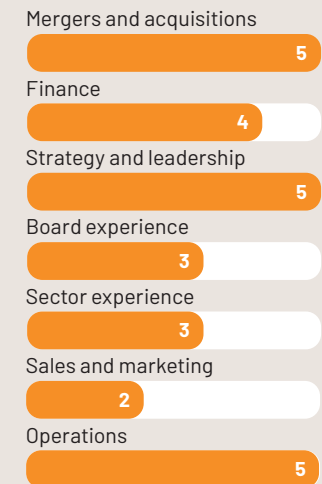 Mergers and acquisitions
5
Finance
4
Strategy and leadership
5
Board experience
3
Sector experience
3
Sales and marketing
2
Operations
5